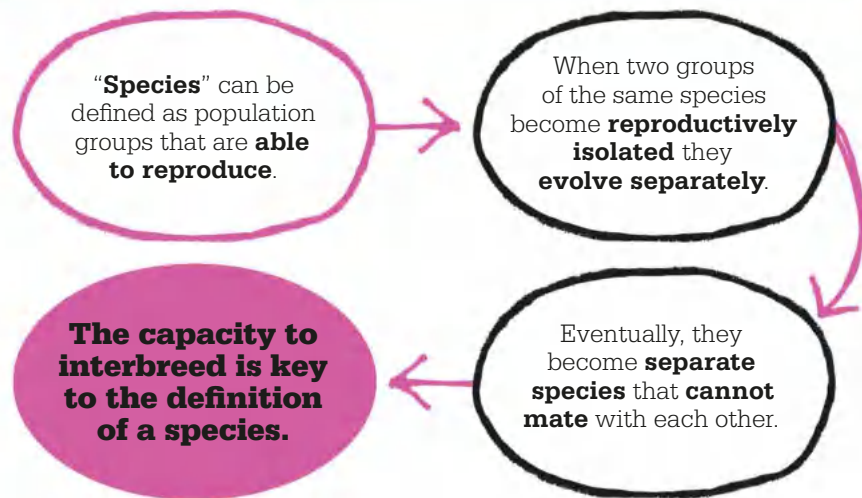 “Species” can be
defined as population
groups that are able
to reproduce.
When two groups
of the same species
become reproductively
isolated they
evolve separately.
Eventually, they
become separate
species that cannot
mate with each other.
The capacity to
interbreed is key
to the definition
of a species.